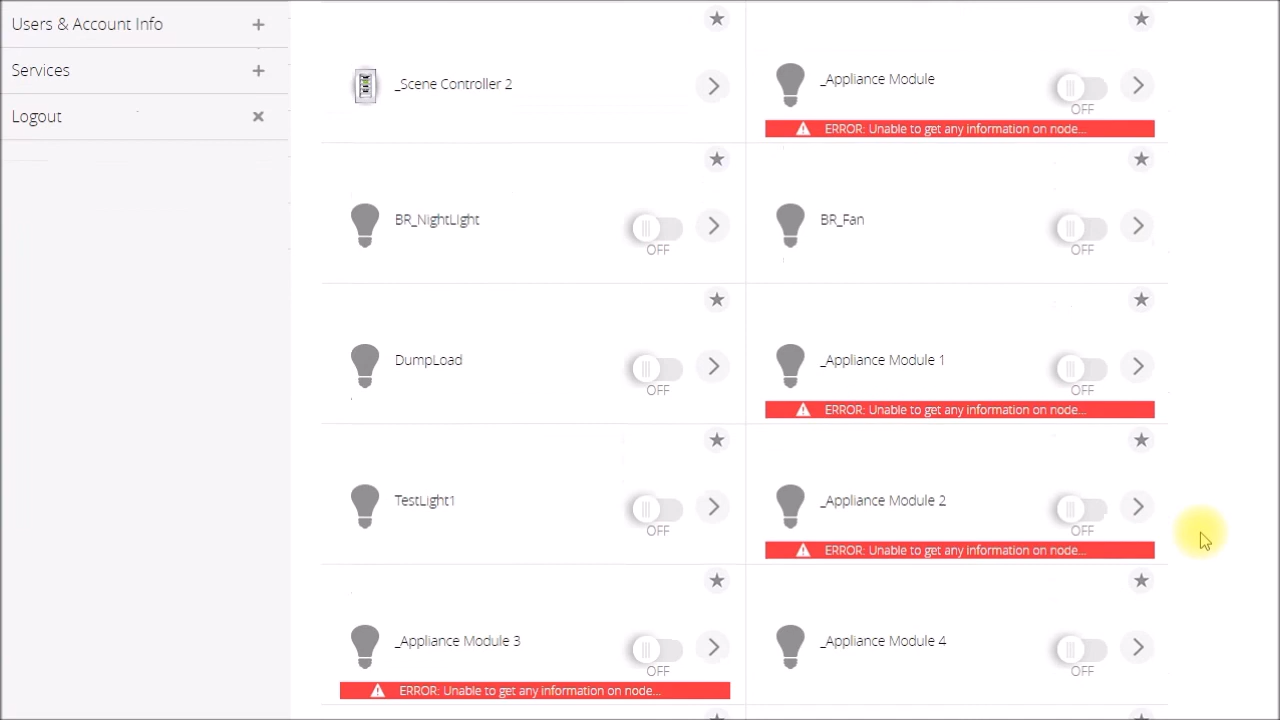 Users & Account Info
Services
Logout
_Scene Controller 2
_Appliance Module
OFF
ERROR: Unable to get any information on node...
BR_NightLight
OFF
BR_Fan
OFF
DumpLoad
OFF
_Appliance Module 1
OFF
ERROR: Unable to get any information on node...
TestLight1
OFF
_Appliance Module 2
OFF
ERROR: Unable to get any information on node...
_Appliance Module 3
OFF
ERROR: Unable to get any information on node...
_Appliance Module 4
OFF